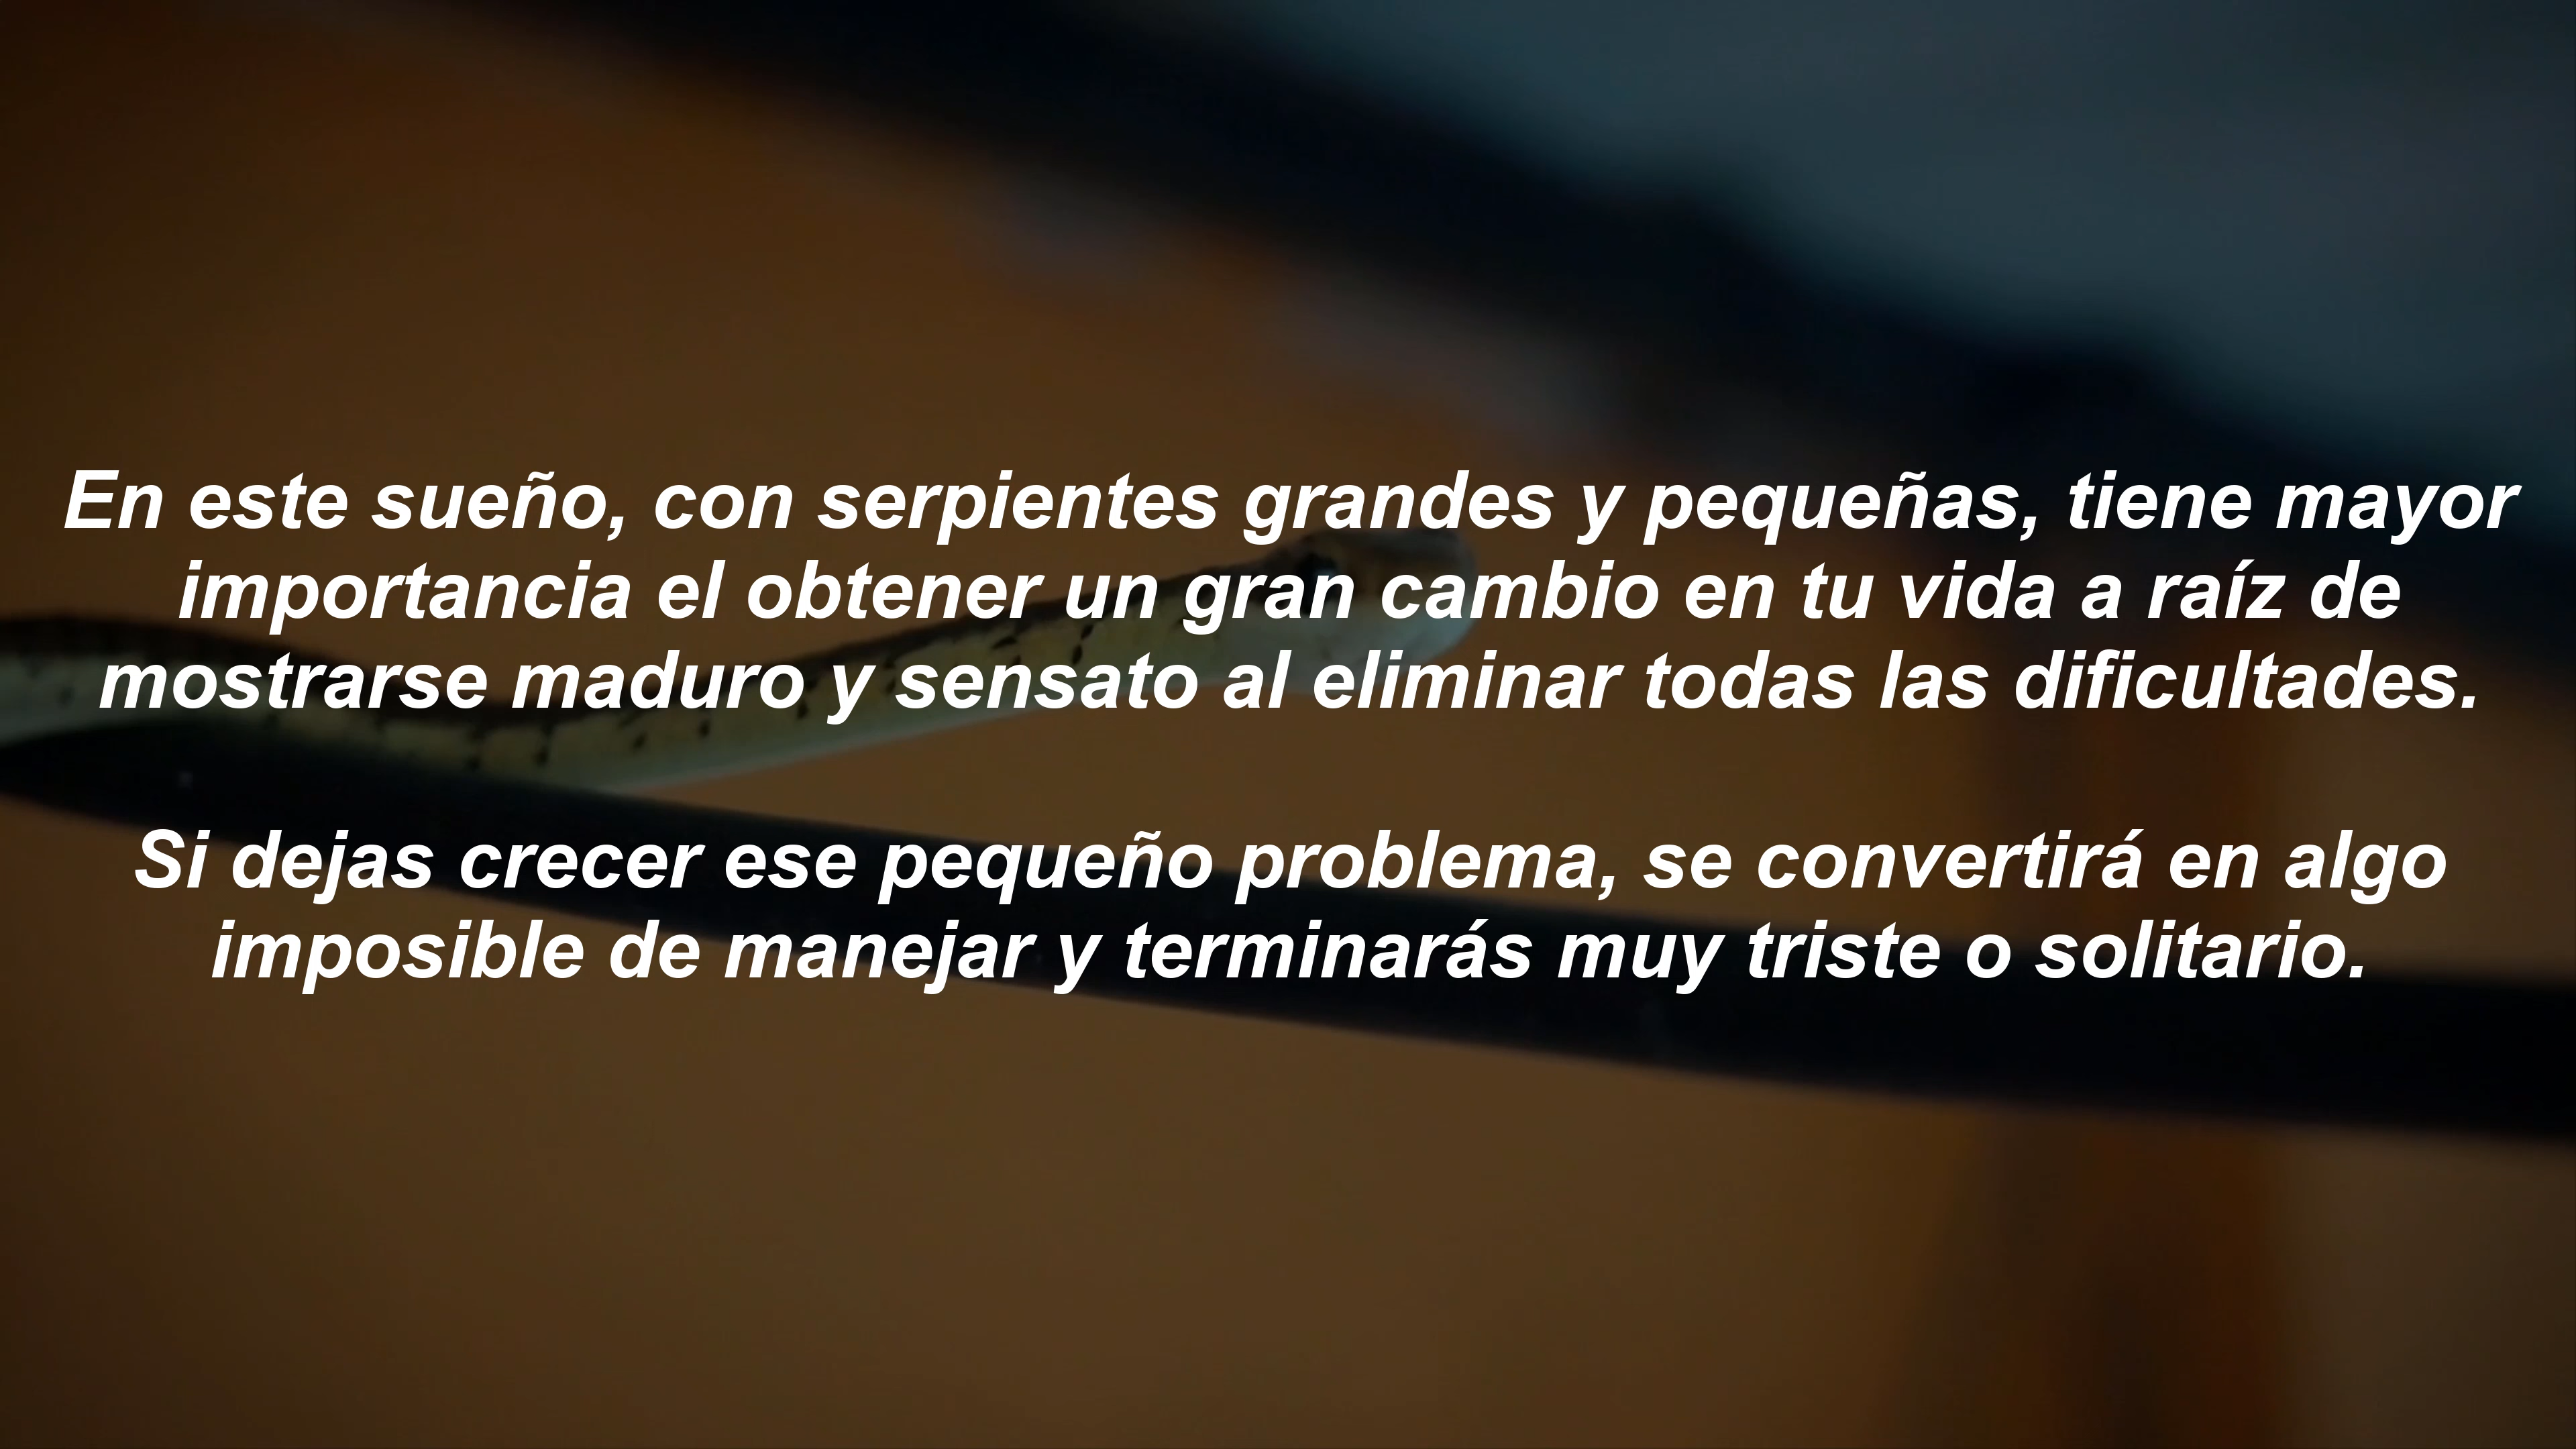 En este sueño, con serpientes grandes y pequeñas, tiene mayor
importancia el obtener un gran cambio en tu vida a raíz de
mostrarse maduro y sensato al eliminar todas las dificultades.
Si dejas crecer ese pequeño problema, se convertirá en algo
imposible de manejar y terminarás muy triste o solitario.